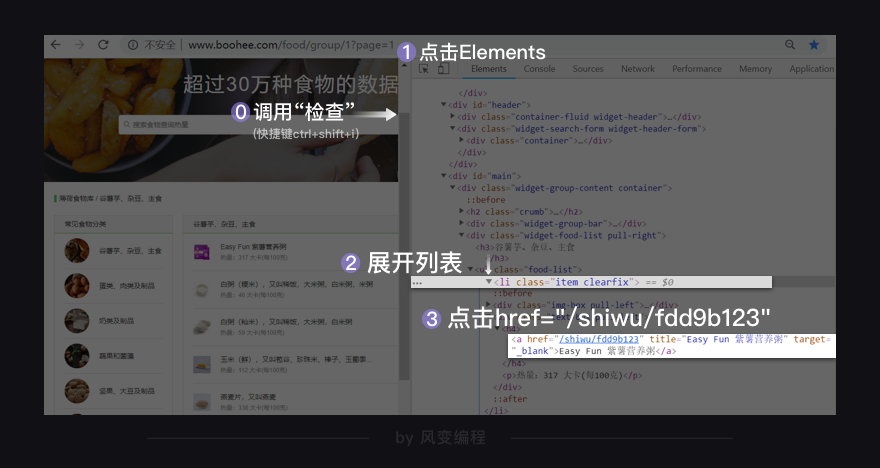 不安全 | www.boohee.com/food/group/1?page=1
1 点击Elements
Elements Console Sources Network Performance Memory Application
超过30万种食物的数据
0 调用“检查”
(快捷键ctrl+shift+i)
搜索食物查询热量
</div>
▼<div id="header">
▶<div class="container-fluid widget-header">…</div>
▼<div class="widget-search-form widget-header-form">
▶<div class="container">…</div>
</div>
</div>
▼<div id="main">
▼<div class="widget-group-content container">
::before
▶<h2 class="crumb">…</h2>
▶<div class="widget-group-bar">…</div>
▼<div class="widget-food-list pull-right">
<h3>谷薯芋、杂豆、主食
</h3>
class="food-list">
薄荷食物库 / 谷薯芋、杂豆、主食
常见食物分类
谷薯芋、杂豆、主食
蛋类、肉类及制品
奶类及制品
蔬果和菌藻
坚果、大豆及制品
谷薯芋、杂豆、主食
Easy Fun 紫薯营养粥
热量：317 大卡(每100克)
白粥（粳米），又叫稀饭，大米粥，白米粥，米粥
白粥（籼米），又叫稀饭，大米粥，白米粥
热量：59 大卡(每100克)
玉米（鲜），又叫苞谷、珍珠米、棒子、玉蜀黍...
热量：112 大卡(每100克)
燕麦片，又叫燕麦
热量：338 大卡(每100克)
2 展开列表
… ▼<li class="item clearfix"> == $0
::before
▶<div class="img-box pull-left">…</div>
3 点击href="/shiwu/fdd9b123"
<h4>
<a href="/shiwu/fdd9b123" title="Easy Fun 紫薯营养粥" target=
"_blank">Easy Fun 紫薯营养粥</a>
</h4>
<p>热量：317 大卡(每100克)</p>
</div>
::after
</li>
by 风变编程